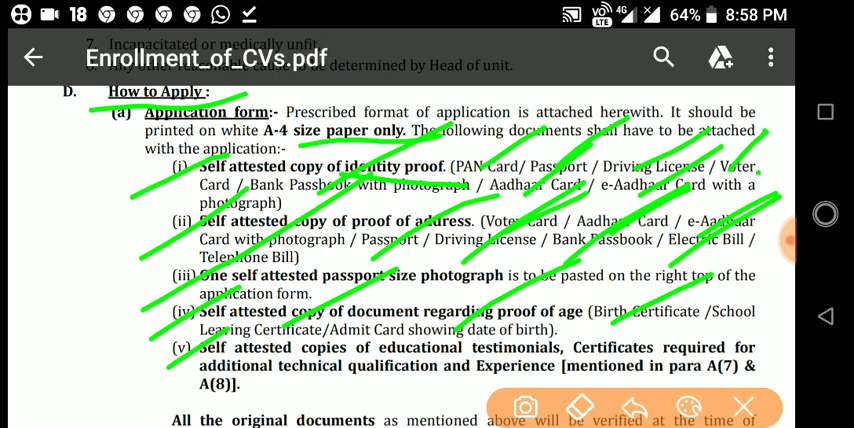 18 VO)) LTE 4G 64% 8:58 PM
7. Incapacitated or medically unfit.
Enrollment_of_CVs.pdf
be determined by Head of unit.
D. How to Apply :
(a) Application form:- Prescribed format of application is attached herewith. It should be
printed on white A-4 size paper only. The following documents shall have to be attached
with the application:-
(i) Self attested copy of identity proof. (PAN Card/ Passport / Driving License / Voter
Card / Bank Passbook with photograph / Aadhaar Card / e-Aadhaar Card with a
photograph)
(ii) Self attested copy of proof of address. (Voter Card / Aadhaar Card / e-Aadhaar
Card with photograph / Passport / Driving License / Bank Passbook / Electric Bill /
Telephone Bill)
(iii) One self attested passport size photograph is to be pasted on the right top of the
application form.
(iv) Self attested copy of document regarding proof of age (Birth Certificate /School
Leaving Certificate/Admit Card showing date of birth).
(v) Self attested copies of educational testimonials, Certificates required for
additional technical qualification and Experience [mentioned in para A(7) &
A(8)].
All the original documents as mentioned above will be verified at the time of